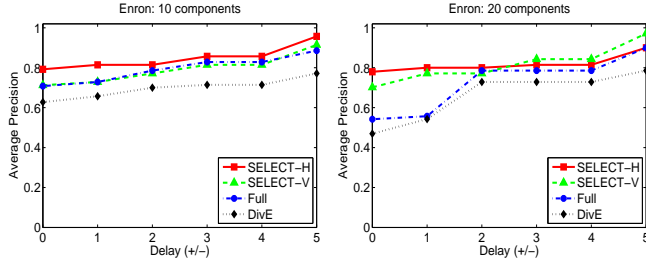 Enron: 10 components
Average Precision
1
0.8
0.6
0.4
0.2
0
0 1 2 3 4 5
Delay (+/−)
SELECT−H
SELECT−V
Full
DivE
Enron: 20 components
Average Precision
1
0.8
0.6
0.4
0.2
0
0 1 2 3 4 5
Delay (+/−)
SELECT−H
SELECT−V
Full
DivE